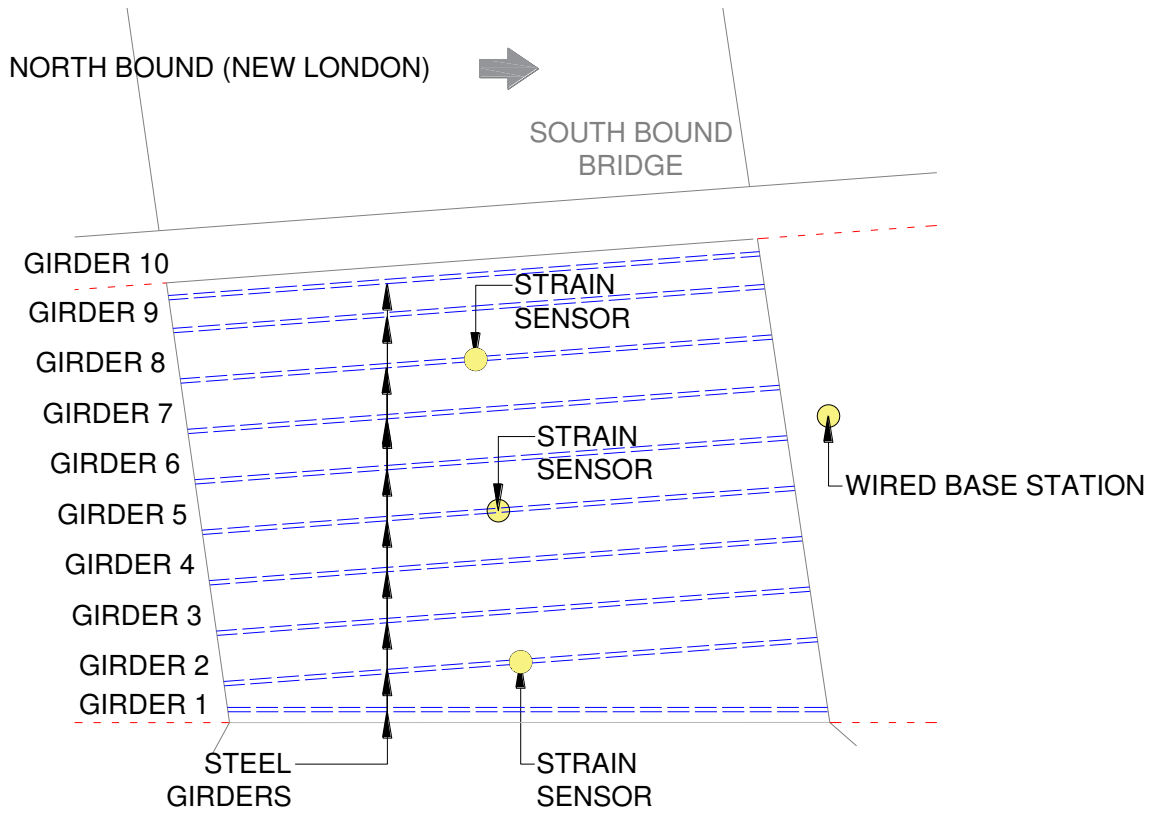 NORTH BOUND (NEW LONDON)
SOUTH BOUND
BRIDGE
GIRDER 10
STRAIN
SENSOR
GIRDER 9
GIRDER 8
GIRDER 7
STRAIN
SENSOR
GIRDER 6
WIRED BASE STATION
GIRDER 5
GIRDER 4
GIRDER 3
GIRDER 2
GIRDER 1
STEEL
GIRDERS
STRAIN
SENSOR